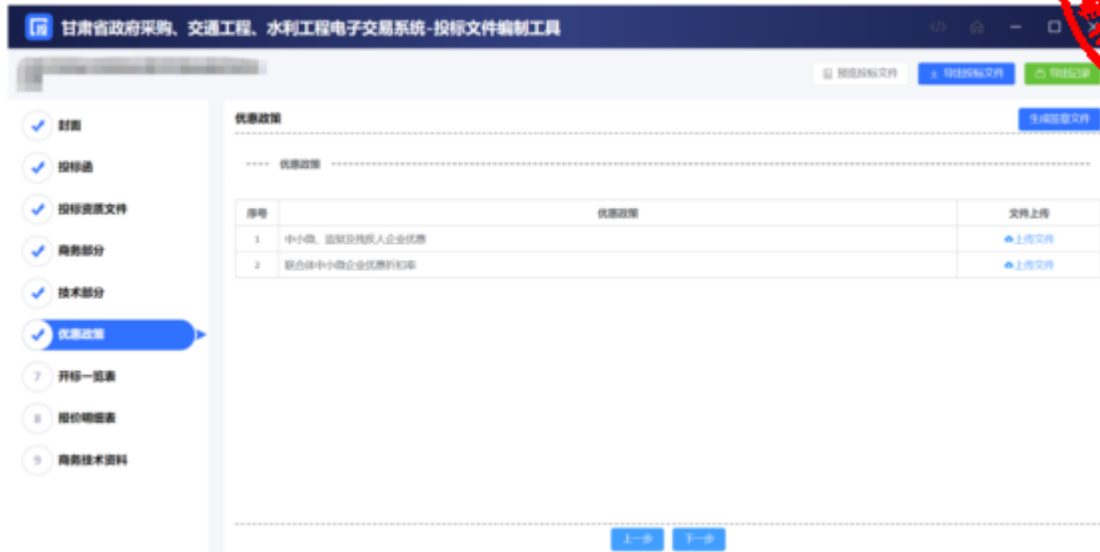 甘肃省政府采购、交通工程、水利工程电子交易系统-投标文件编制工具
预览投标文件 导出投标文件 导出记录
封面
投标函
投标资质文件
商务部分
技术部分
优惠政策
7 开标一览表
8 报价明细表
9 商务技术资料
优惠政策 生成签章文件
优惠政策
序号 优惠政策 文件上传
1 中小微、监狱及残疾人企业优惠 上传文件
2 联合体中小微企业优惠折扣率 上传文件
上一步 下一步